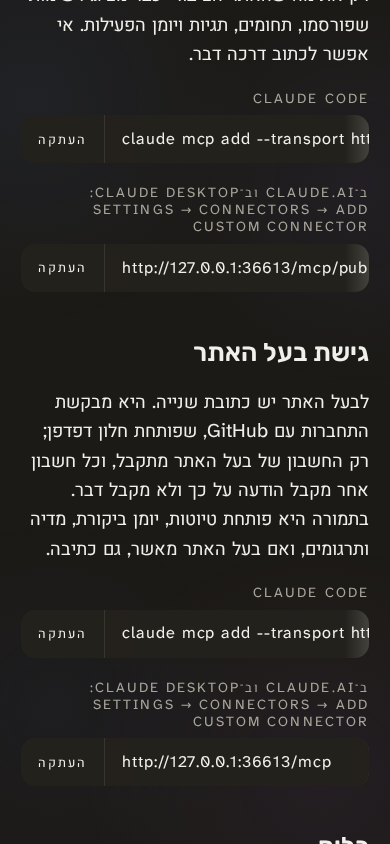 שפורסמו, תחומים, תגיות ויומן הפעילות. אי
אפשר לכתוב דרכה דבר.
CLAUDE CODE
העתקה
claude mcp add --transport
ב־CLAUDE.AI וב־CLAUDE DESKTOP:
SETTINGS → CONNECTORS → ADD
CUSTOM CONNECTOR
העתקה
http://127.0.0.1:36613/mcp/pub
גישת בעל האתר
לבעל האתר יש כתובת שנייה. היא מבקשת
התחברות עם GitHub, שפותחת חלון דפדפן;
רק החשבון של בעל האתר מתקבל, וכל חשבון
אחר מקבל הודעה על כך ולא מקבל דבר.
בתמורה היא פותחת טיוטות, יומן ביקורת, מדיה
ותרגומים, ואם בעל האתר מאשר, גם כתיבה.
CLAUDE CODE
העתקה
claude mcp add --transport
ב־CLAUDE.AI וב־CLAUDE DESKTOP:
SETTINGS → CONNECTORS → ADD
CUSTOM CONNECTOR
העתקה
http://127.0.0.1:36613/mcp